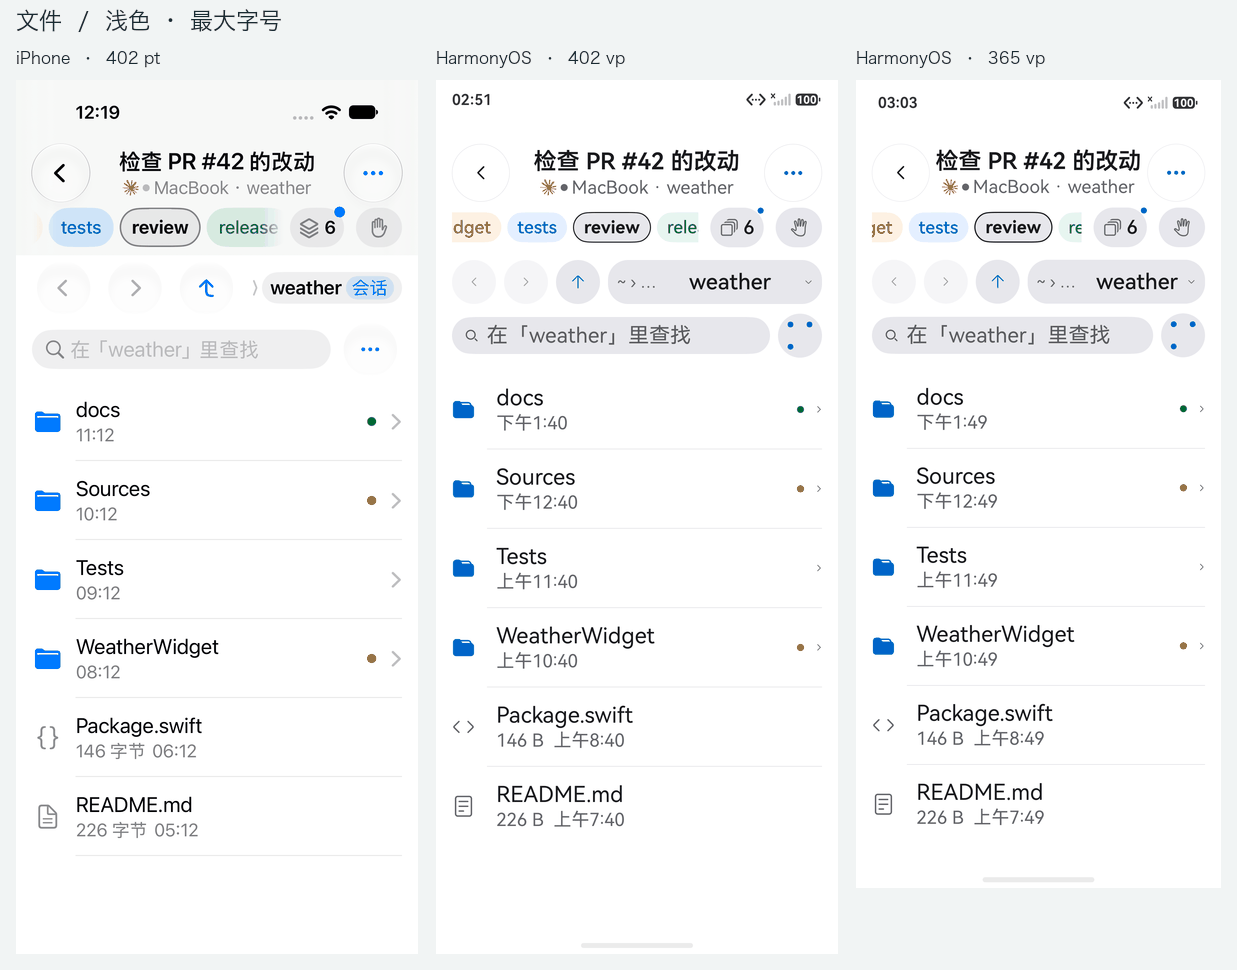 文件 / 浅色 · 最大字号
iPhone · 402 pt
12:19
检查 PR #42 的改动
MacBook · weather
tests
review
release
6
weather 会话
在「weather」里查找
docs
11:12
Sources
10:12
Tests
09:12
WeatherWidget
08:12
Package.swift
146 字节 06:12
README.md
226 字节 05:12
HarmonyOS · 402 vp
02:51
100
检查 PR #42 的改动
MacBook · weather
dget
tests
review
rele
6
~ › ... weather
在「weather」里查找
docs
下午1:40
Sources
下午12:40
Tests
上午11:40
WeatherWidget
上午10:40
Package.swift
146 B 上午8:40
README.md
226 B 上午7:40
HarmonyOS · 365 vp
03:03
100
检查 PR #42 的改动
MacBook · weather
get
tests
review
re
6
~ › ... weather
在「weather」里查找
docs
下午1:49
Sources
下午12:49
Tests
上午11:49
WeatherWidget
上午10:49
Package.swift
146 B 上午8:49
README.md
226 B 上午7:49